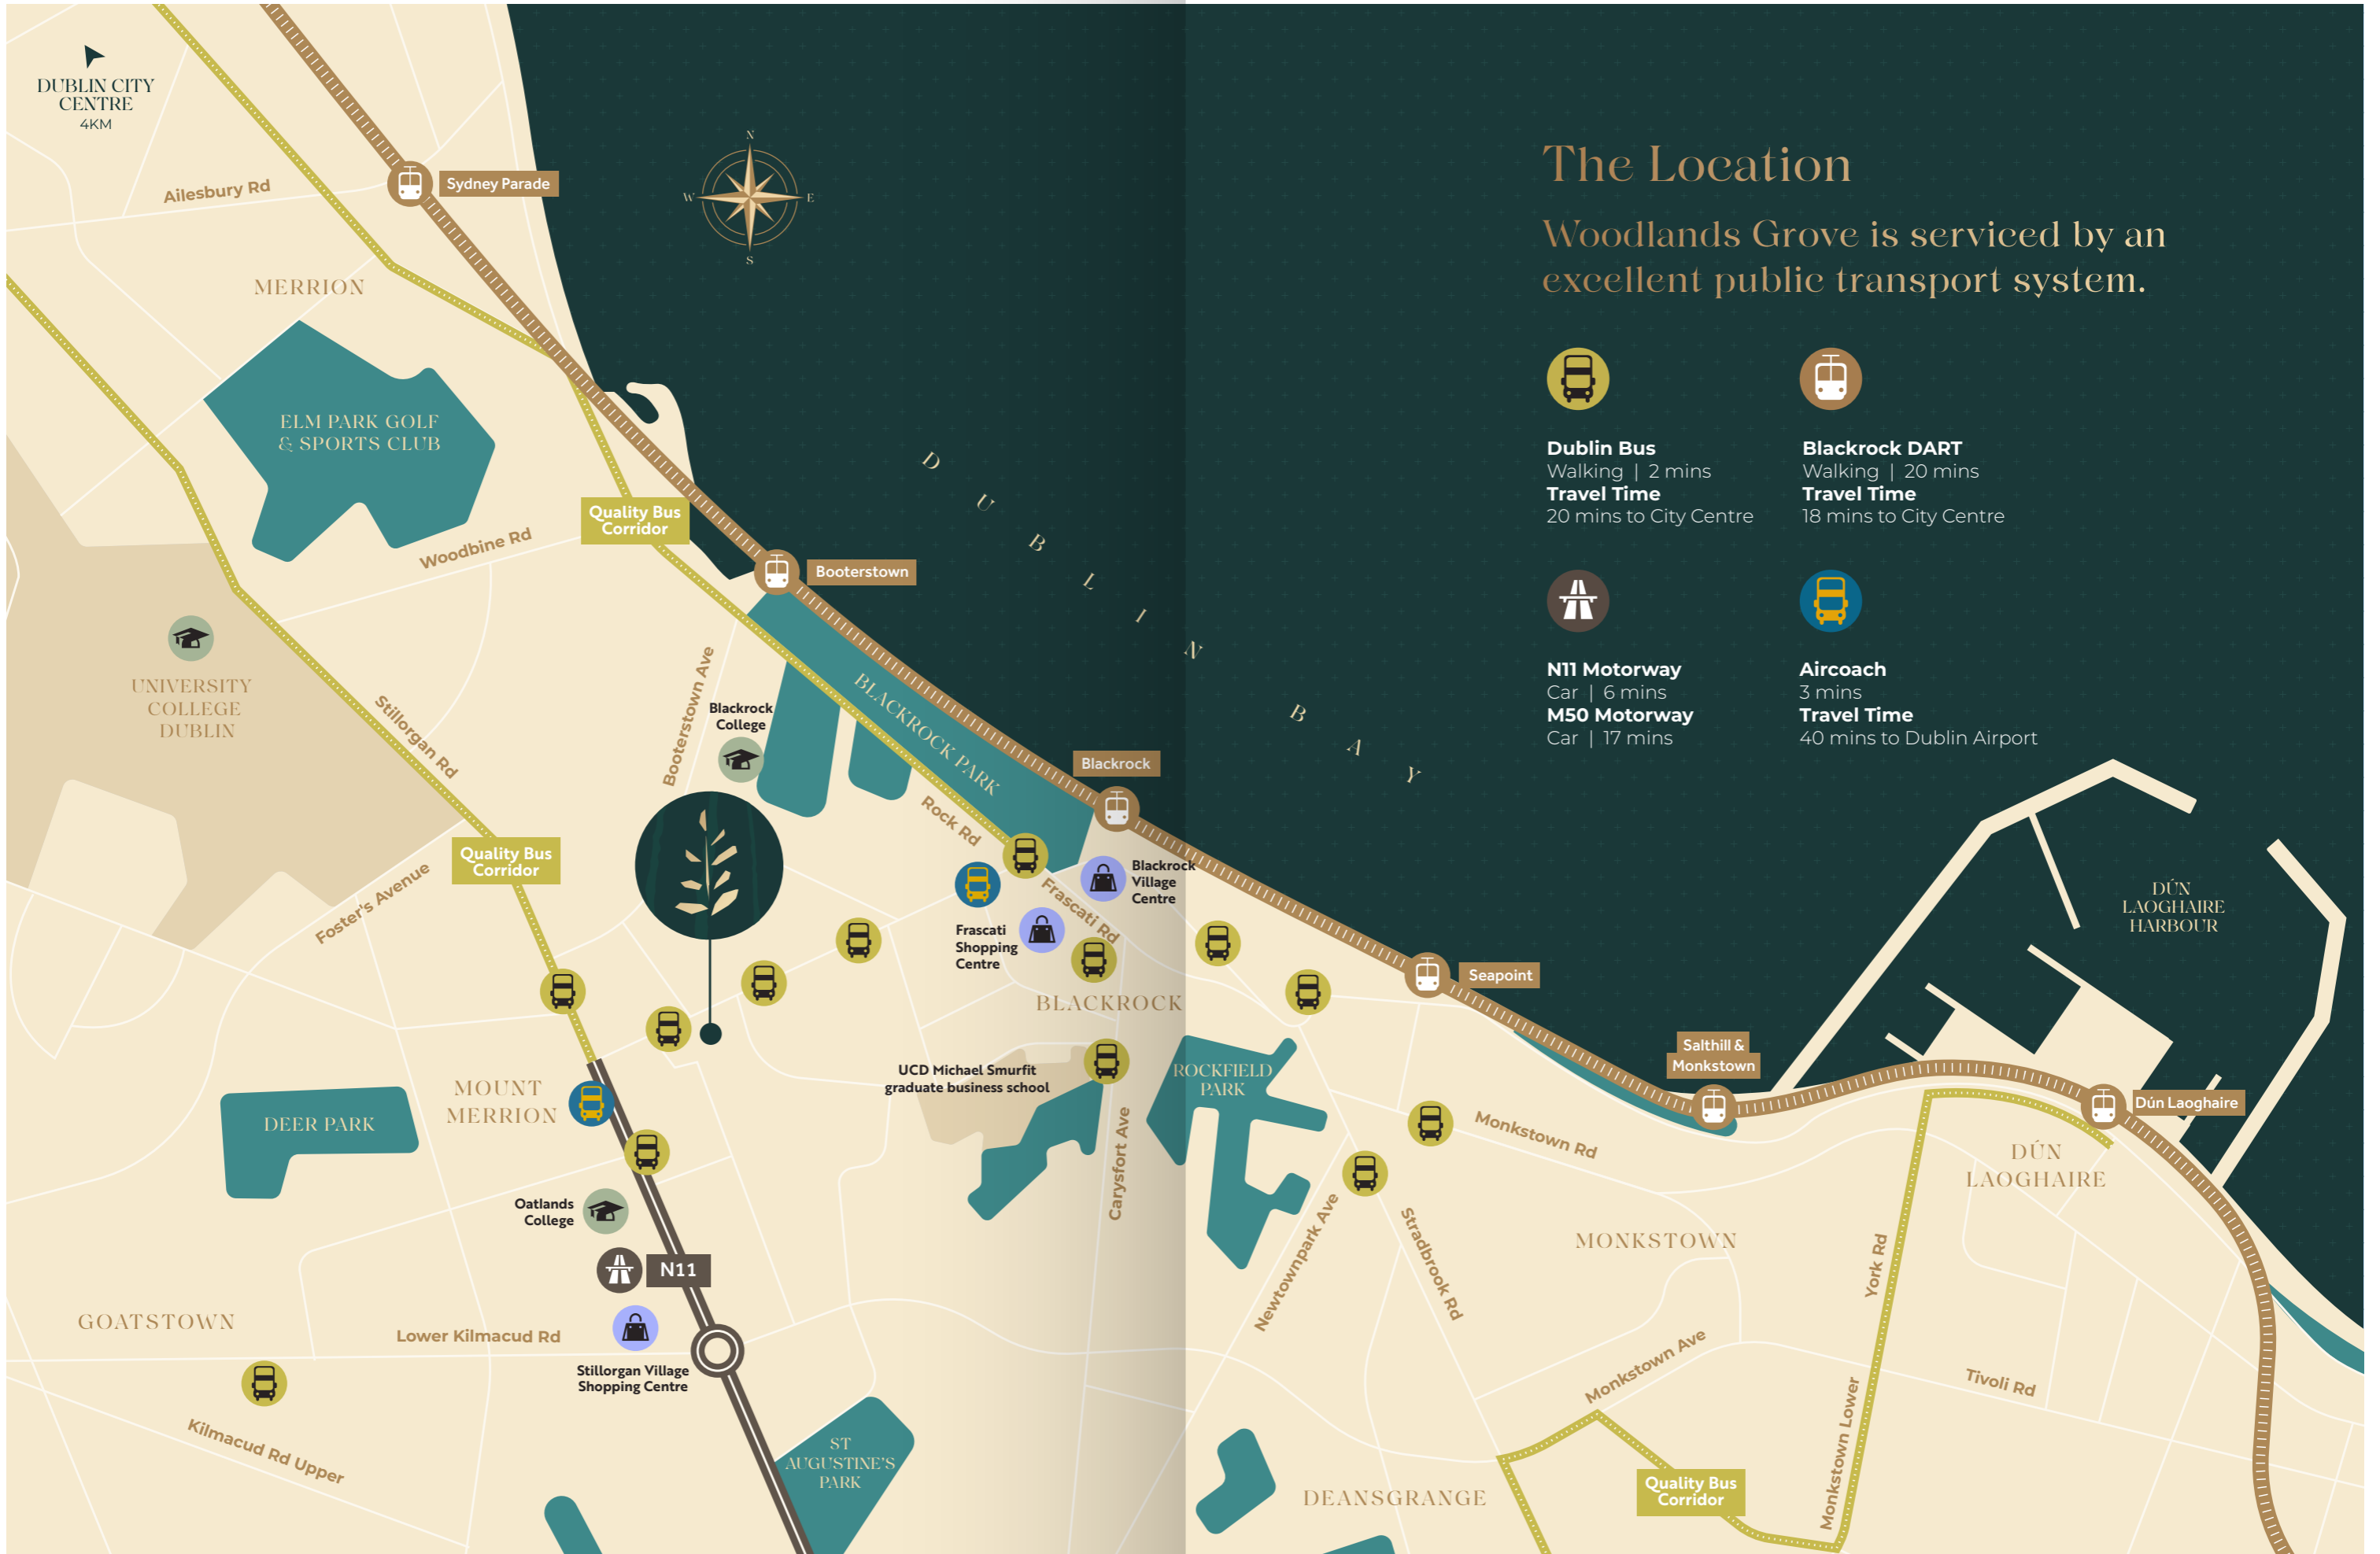 DUBLIN CITY
CENTRE
4KM
N
W
E
S
Ailesbury Rd
Sydney Parade
MERRION
ELM PARK GOLF
& SPORTS CLUB
Quality Bus
Corridor
Woodbine Rd
Booterstown
UNIVERSITY
COLLEGE
DUBLIN
Stillorgan Rd
Booterstown Ave
Blackrock
College
BLACKROCK PARK
Rock Rd
DUBLIN BAY
The Location
Woodlands Grove is serviced by an
excellent public transport system.
Dublin Bus
Walking | 2 mins
Travel Time
20 mins to City Centre
Blackrock DART
Walking | 20 mins
Travel Time
18 mins to City Centre
N11 Motorway
Car | 6 mins
M50 Motorway
Car | 17 mins
Aircoach
3 mins
Travel Time
40 mins to Dublin Airport
Blackrock
Quality Bus
Corridor
Foster's Avenue
Frascati Rd
Blackrock
Village
Centre
Frascati
Shopping
Centre
BLACKROCK
Seapoint
DÚN
LAOGHAIRE
HARBOUR
Salthill &
Monkstown
Dún Laoghaire
DÚN
LAOGHAIRE
UCD Michael Smurfit
graduate business school
ROCKFIELD
PARK
Carysfort Ave
Monkstown Rd
MOUNT
MERRION
DEER PARK
Oatlands
College
N11
Newtownpark Ave
Stradbrook Rd
MONKSTOWN
York Rd
GOATSTOWN
Lower Kilmacud Rd
Stillorgan Village
Shopping Centre
Kilmacud Rd Upper
Monkstown Ave
Tivoli Rd
Monkstown Lower
ST
AUGUSTINE'S
PARK
DEANSGRANGE
Quality Bus
Corridor